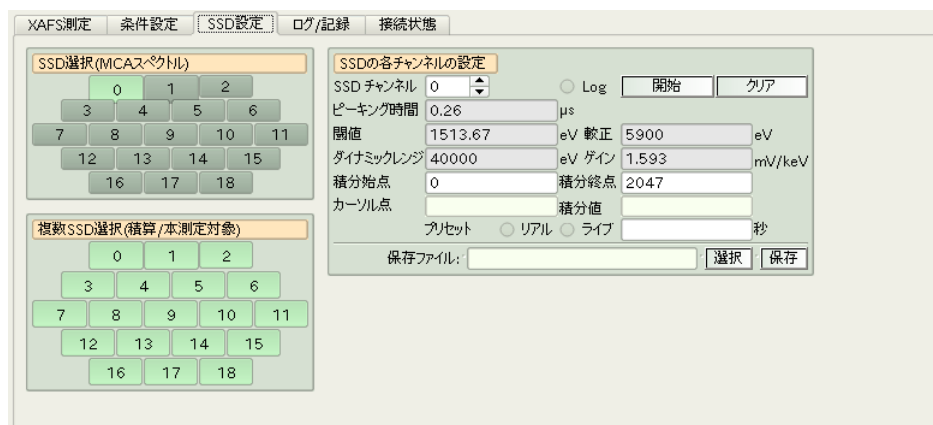 XAFS測定 条件設定 SSD設定 ログ/記録 接続状態
SSD選択(MCAスペクトル)
0 1 2
3 4 5 6
7 8 9 10 11
12 13 14 15
16 17 18
複数SSD選択(積算/本測定対象)
0 1 2
3 4 5 6
7 8 9 10 11
12 13 14 15
16 17 18
SSDの各チャンネルの設定
SSD チャンネル 0 Log 開始 クリア
ピーキング時間 0.26 μs
閾値 1513.67 eV 較正 5900 eV
ダイナミックレンジ 40000 eV ゲイン 1.593 mV/keV
積分始点 0 積分終点 2047
カーソル点 積分値
プリセット リアル ライブ 秒
保存ファイル: 選択 保存